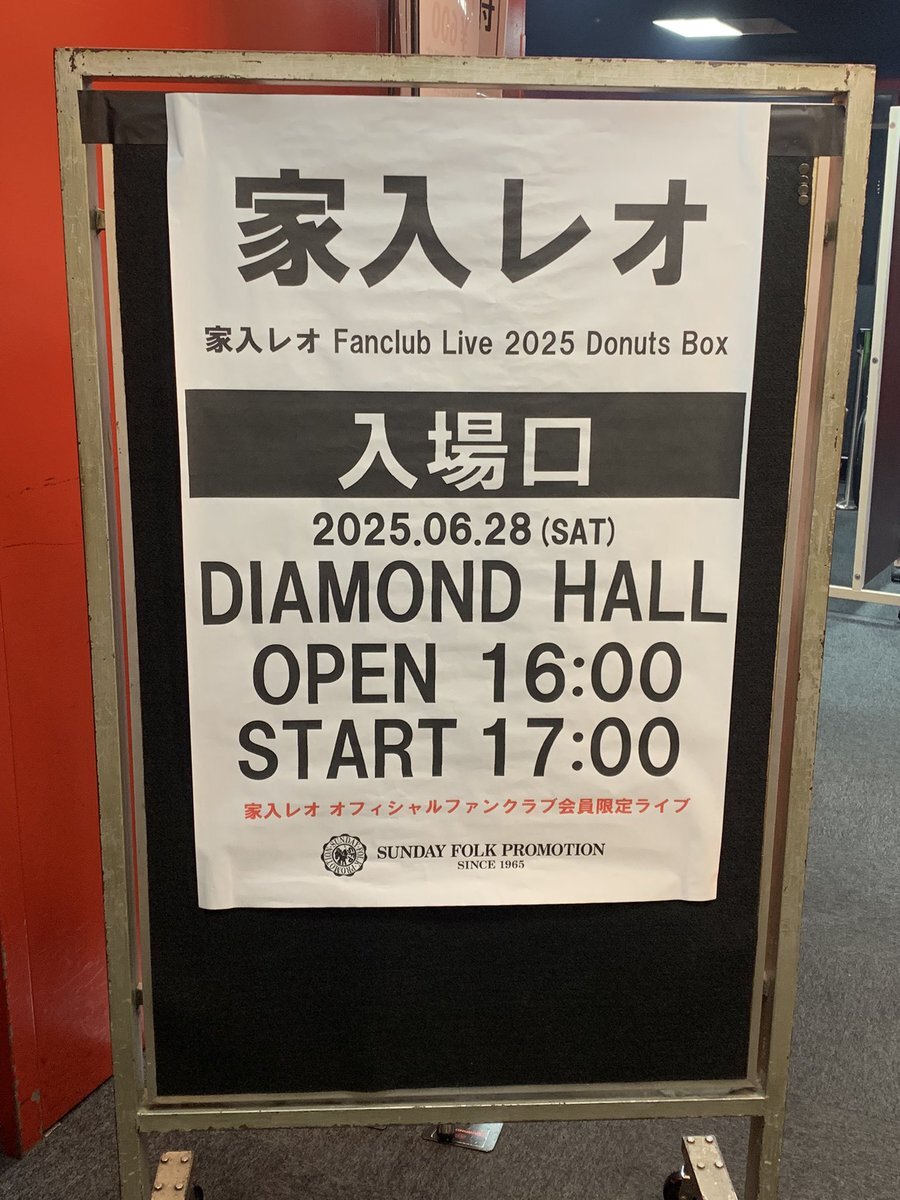 付
¥600
家入レオ
家入レオ Fanclub Live 2025 Donuts Box
入場口
2025.06.28 (SAT)
DIAMOND HALL
OPEN 16:00
START 17:00
家入レオ オフィシャルファンクラブ会員限定ライブ
SUNDAY FOLK PROMOTION
SINCE 1965